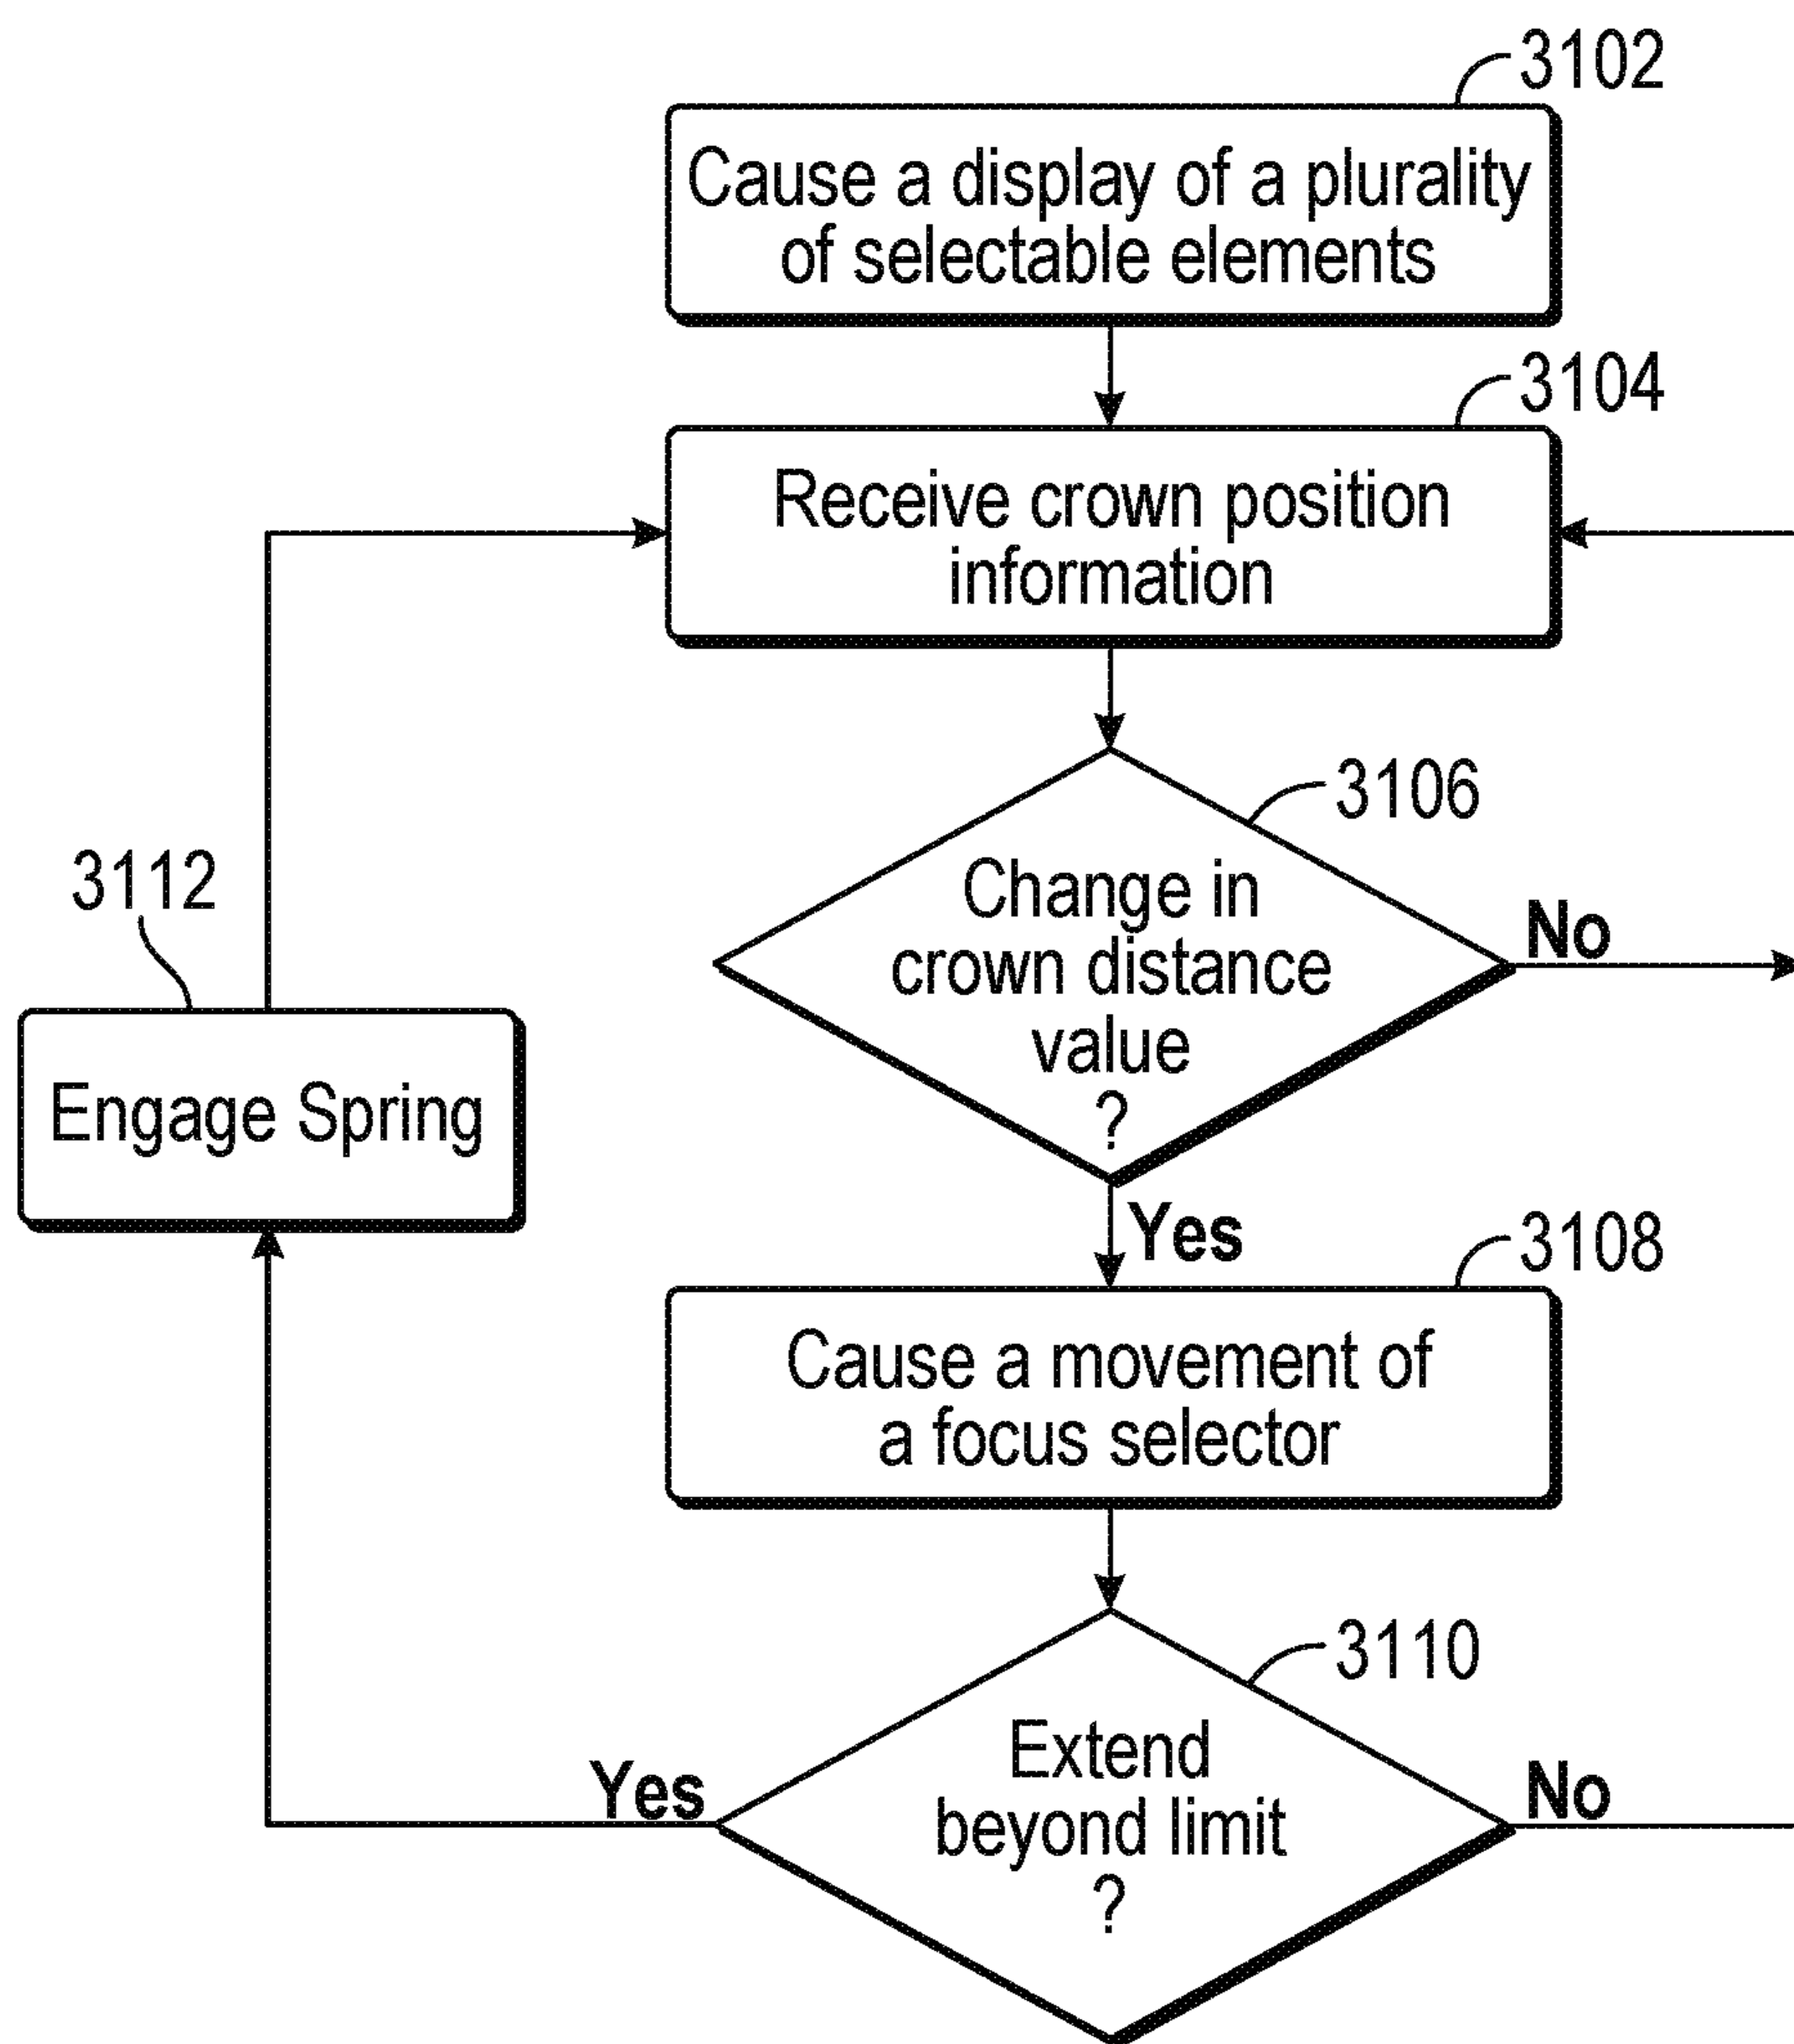 3102
Cause a display of a plurality
of selectable elements
3104
Receive crown position
information
3106
Change in
crown distance
value
?
No
3112
Engage Spring
Yes
3108
Cause a movement of
a focus selector
3110
Extend
beyond limit
?
Yes
No